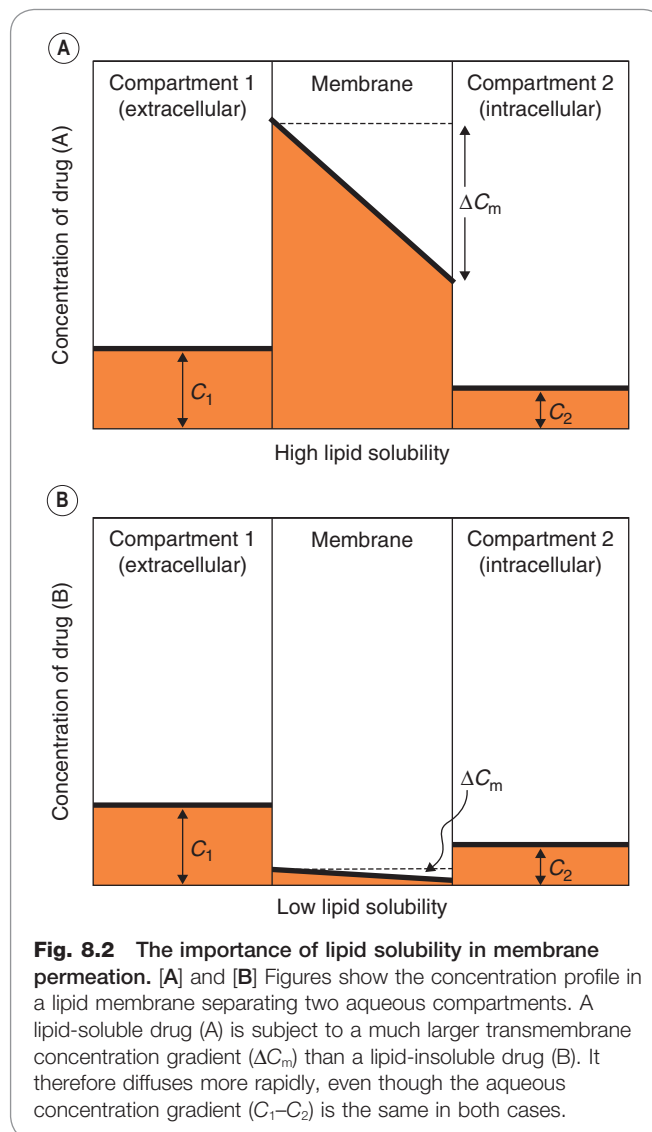 A
Compartment 1
(extracellular)
Membrane
Compartment 2
(intracellular)
Concentration of drug (A)
ΔCm
C1
C2
High lipid solubility
B
Compartment 1
(extracellular)
Membrane
Compartment 2
(intracellular)
Concentration of drug (B)
ΔCm
C1
C2
Low lipid solubility
Fig. 8.2 The importance of lipid solubility in membrane
permeation. [A] and [B] Figures show the concentration profile in
a lipid membrane separating two aqueous compartments. A
lipid-soluble drug (A) is subject to a much larger transmembrane
concentration gradient (ΔCm) than a lipid-insoluble drug (B). It
therefore diffuses more rapidly, even though the aqueous
concentration gradient (C1–C2) is the same in both cases.